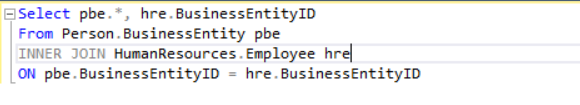 Select pbe.*, hre.BusinessEntityID
From Person.BusinessEntity pbe
INNER JOIN HumanResources.Employee hre
ON pbe.BusinessEntityID = hre.BusinessEntityID